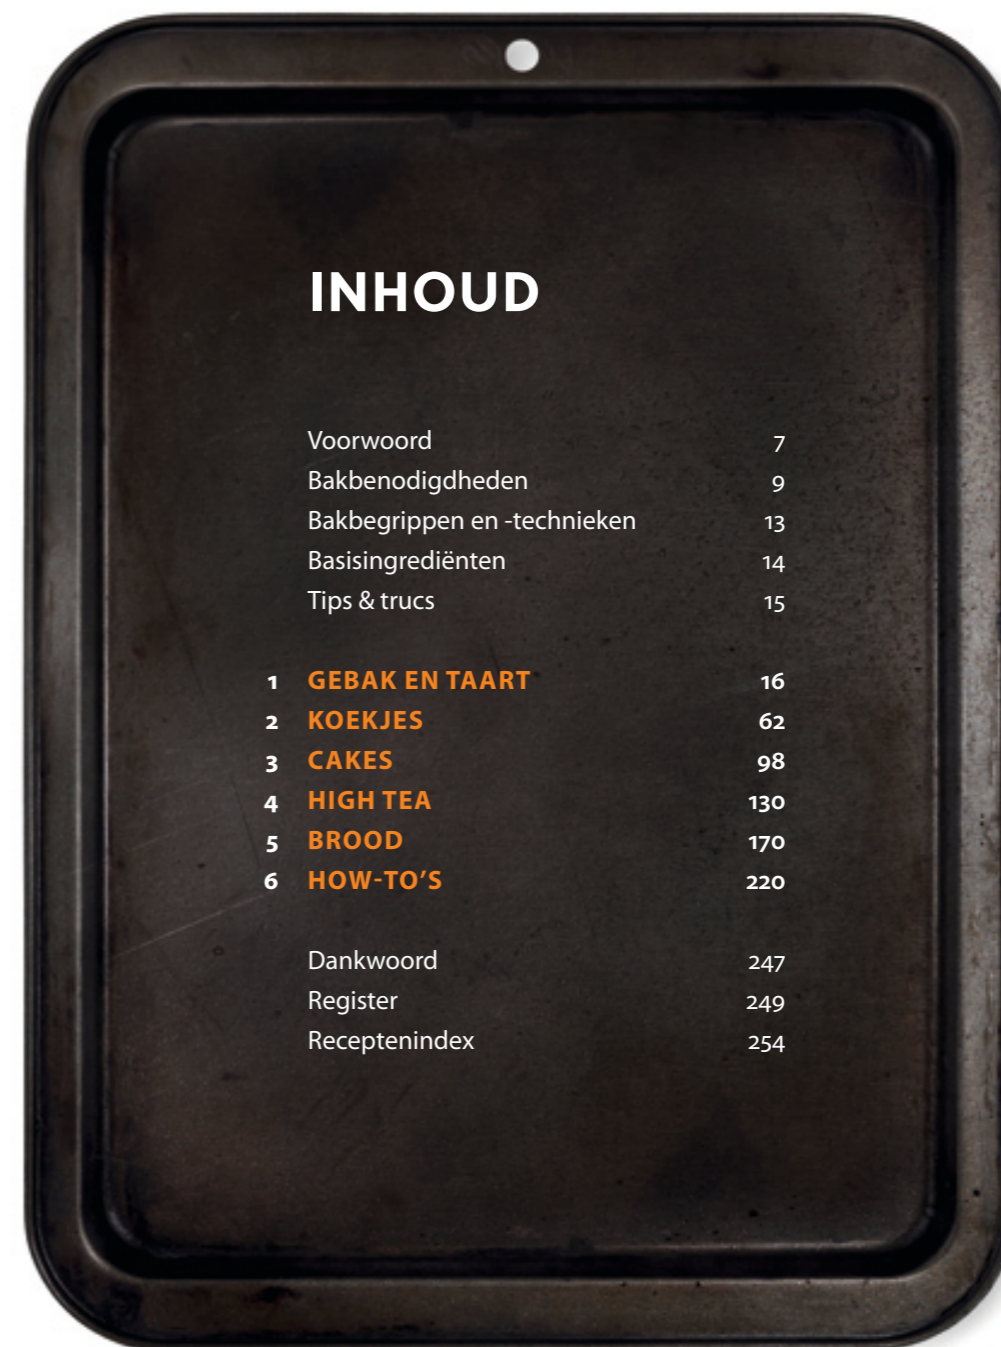 INHOUD
Voorwoord 7
Bakbenodigdheden 9
Bakbegrippen en -technieken 13
Basisingrediënten 14
Tips & trucs 15
1 GEBAK EN TAART 16
2 KOEKJES 62
3 CAKES 98
4 HIGH TEA 130
5 BROOD 170
6 HOW-TO’S 220
Dankwoord 247
Register 249
Receptenindex 254